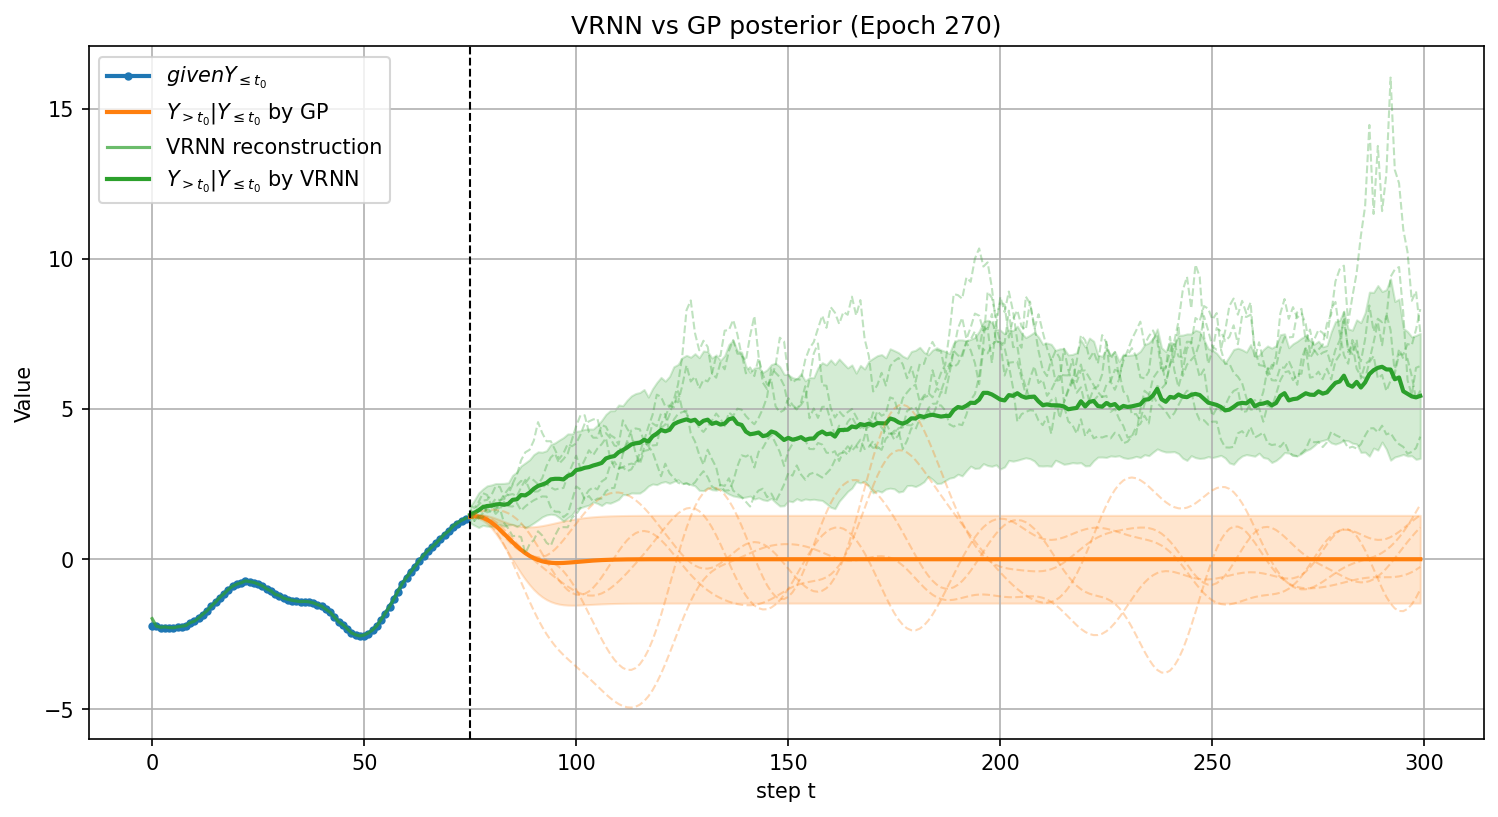 VRNN vs GP posterior (Epoch 270)
givenY≤t₀
Y>t₀|Y≤t₀ by GP
VRNN reconstruction
Y>t₀|Y≤t₀ by VRNN
15
10
5
0
−5
Value
0 50 100 150 200 250 300
step t